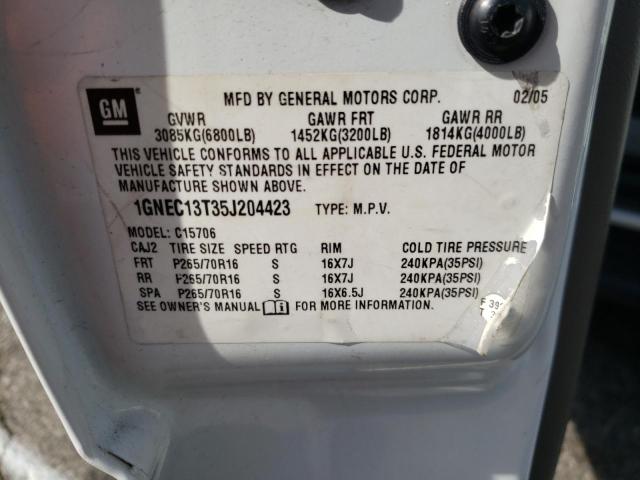 GM
MFD BY GENERAL MOTORS CORP. 02/05
GVWR GAWR FRT GAWR RR
3085KG(6800LB) 1452KG(3200LB) 1814KG(4000LB)
THIS VEHICLE CONFORMS TO ALL APPLICABLE U.S. FEDERAL MOTOR
VEHICLE SAFETY STANDARDS IN EFFECT ON THE DATE OF
MANUFACTURE SHOWN ABOVE.
1GNEC13T35J204423 TYPE: M.P.V.
MODEL: C15706
CAJ2 TIRE SIZE SPEED RTG RIM COLD TIRE PRESSURE
FRT P265/70R16 S 16X7J 240KPA(35PSI)
RR P265/70R16 S 16X7J 240KPA(35PSI)
SPA P265/70R16 S 16X6.5J 240KPA(35PSI)
SEE OWNER'S MANUAL FOR MORE INFORMATION.